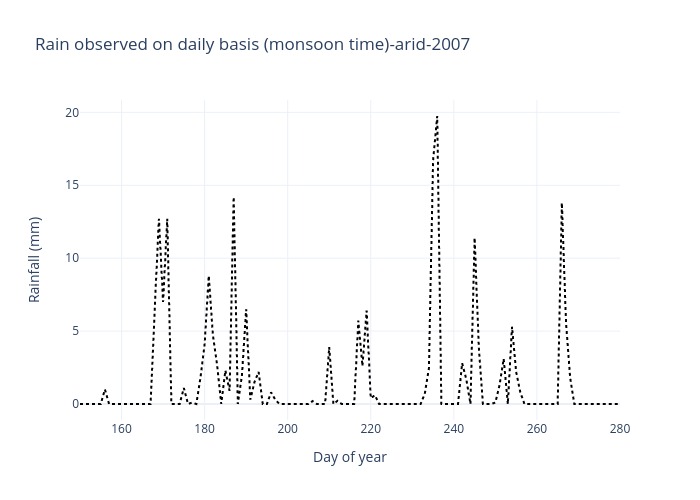 Rain observed on daily basis (monsoon time)-arid-2007
20
15
10
5
0
Rainfall (mm)
160 180 200 220 240 260 280
Day of year